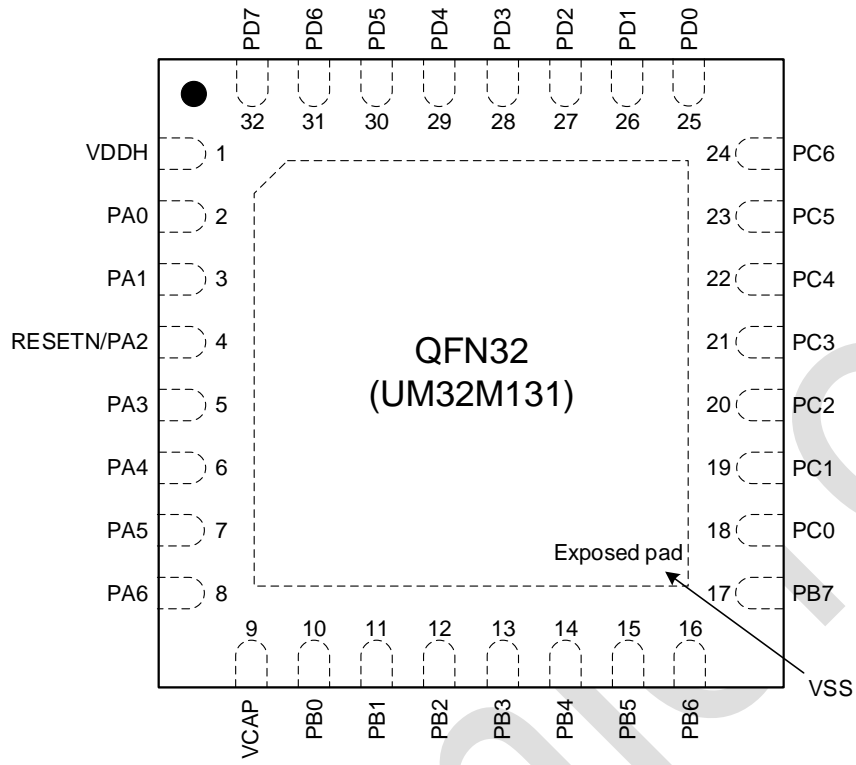 PD7 PD6 PD5 PD4 PD3 PD2 PD1 PD0
32 31 30 29 28 27 26 25
VDDH 1 24 PC6
PA0 2 23 PC5
PA1 3 22 PC4
RESETN/PA2 4 21 PC3
QFN32
(UM32M131)
PA3 5 20 PC2
PA4 6 19 PC1
PA5 7 18 PC0
Exposed pad
PA6 8 17 PB7
9 10 11 12 13 14 15 16
VSS
VCAP PB0 PB1 PB2 PB3 PB4 PB5 PB6